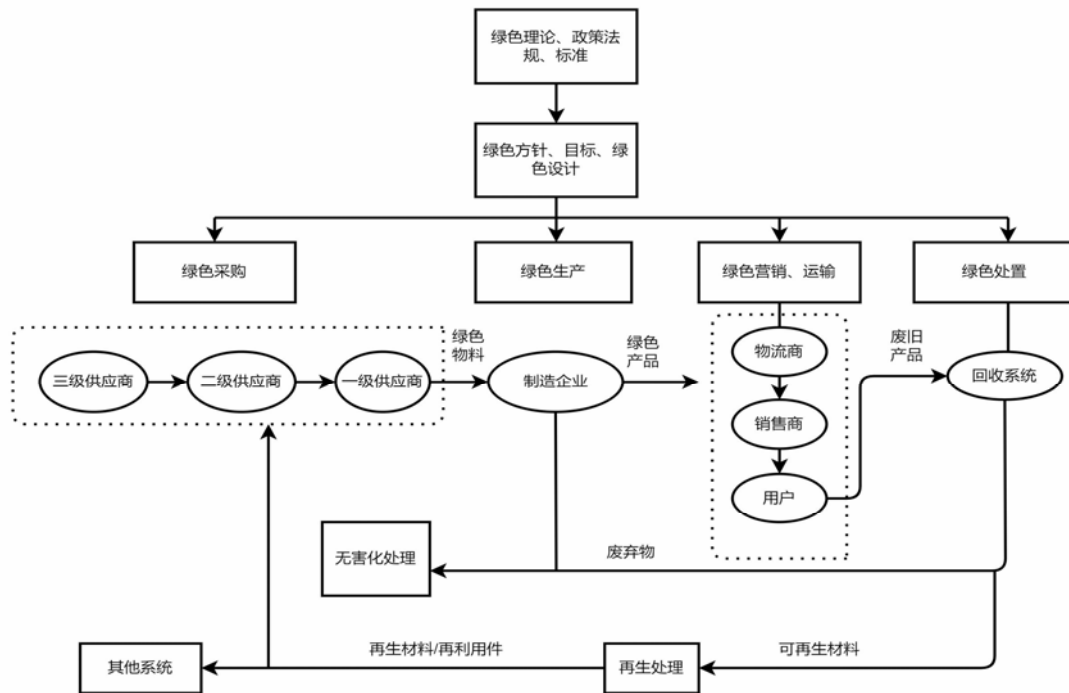 绿色理论、政策法
规、标准
绿色方针、目标、绿
色设计
绿色采购
绿色生产
绿色营销、运输
绿色处置
三级供应商
二级供应商
一级供应商
绿色
物料
制造企业
绿色
产品
物流商
销售商
用户
废旧
产品
回收系统
无害化处理
废弃物
其他系统
再生材料/再利用件
再生处理
可再生材料